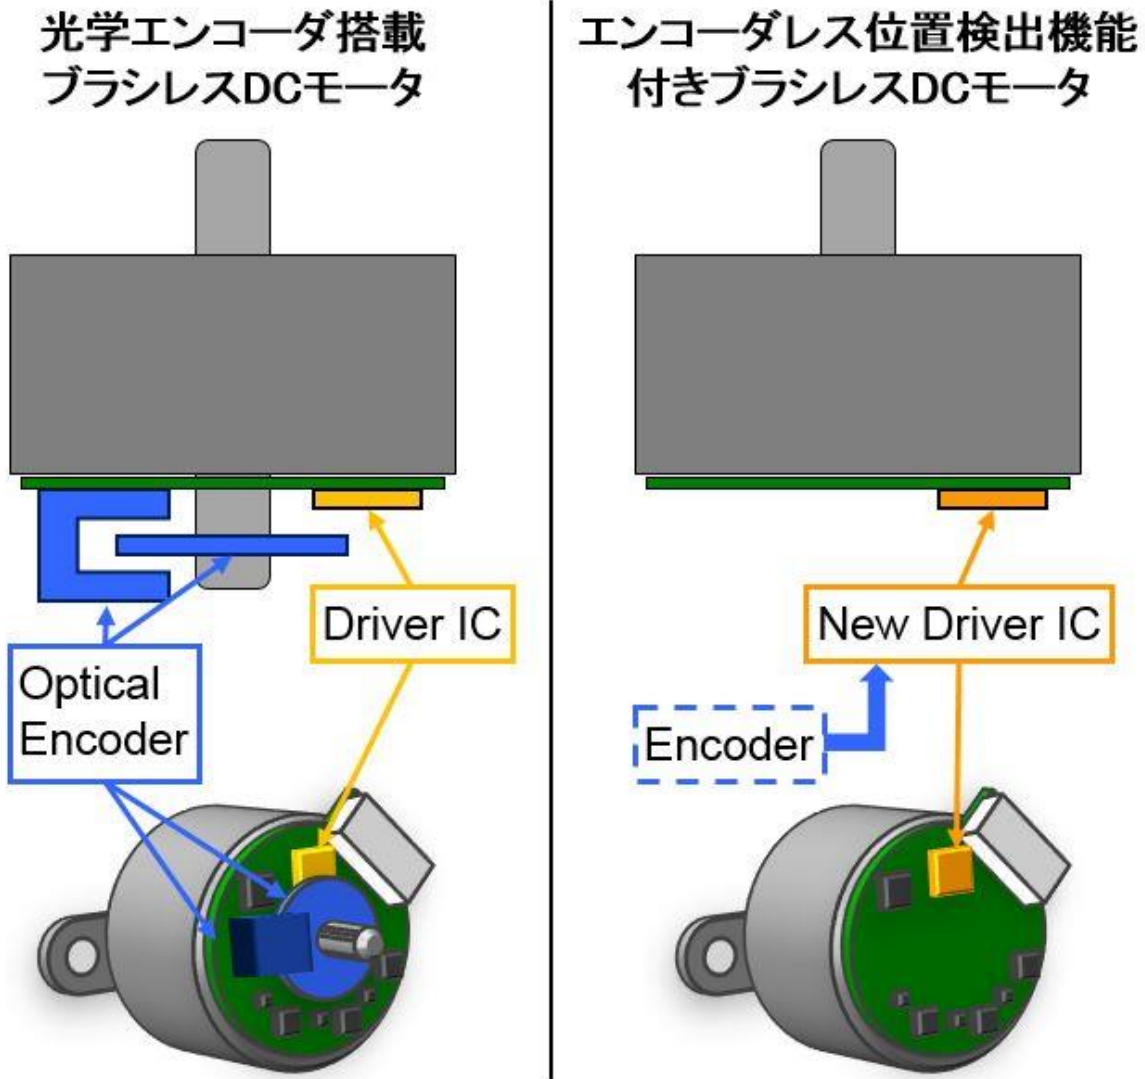 光学エンコーダ搭載
ブラシレスDCモータ
Driver IC
Optical
Encoder
エンコーダレス位置検出機能
付きブラシレスDCモータ
New Driver IC
Encoder